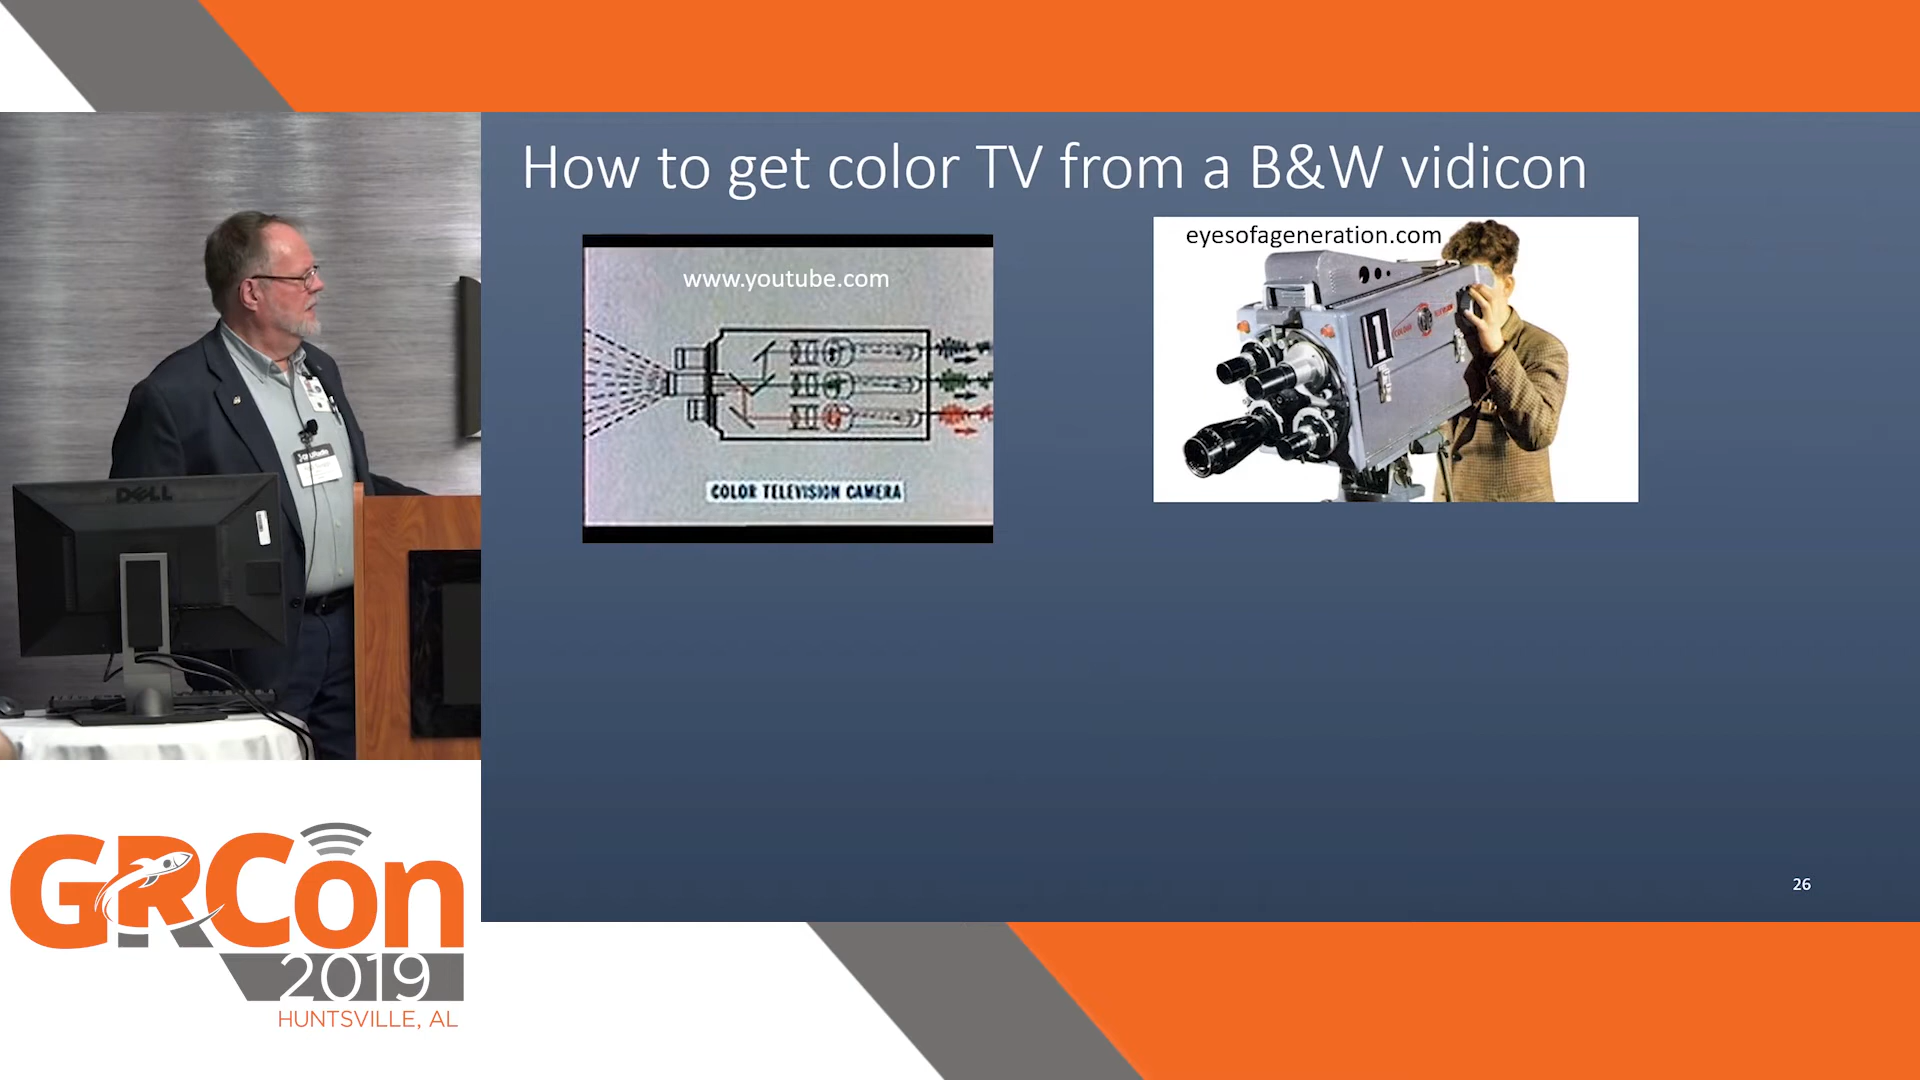 How to get color TV from a B&W vidicon
www.youtube.com
COLOR TELEVISION CAMERA
eyesofageneration.com
1
DELL
GRCon
2019
HUNTSVILLE, AL
26